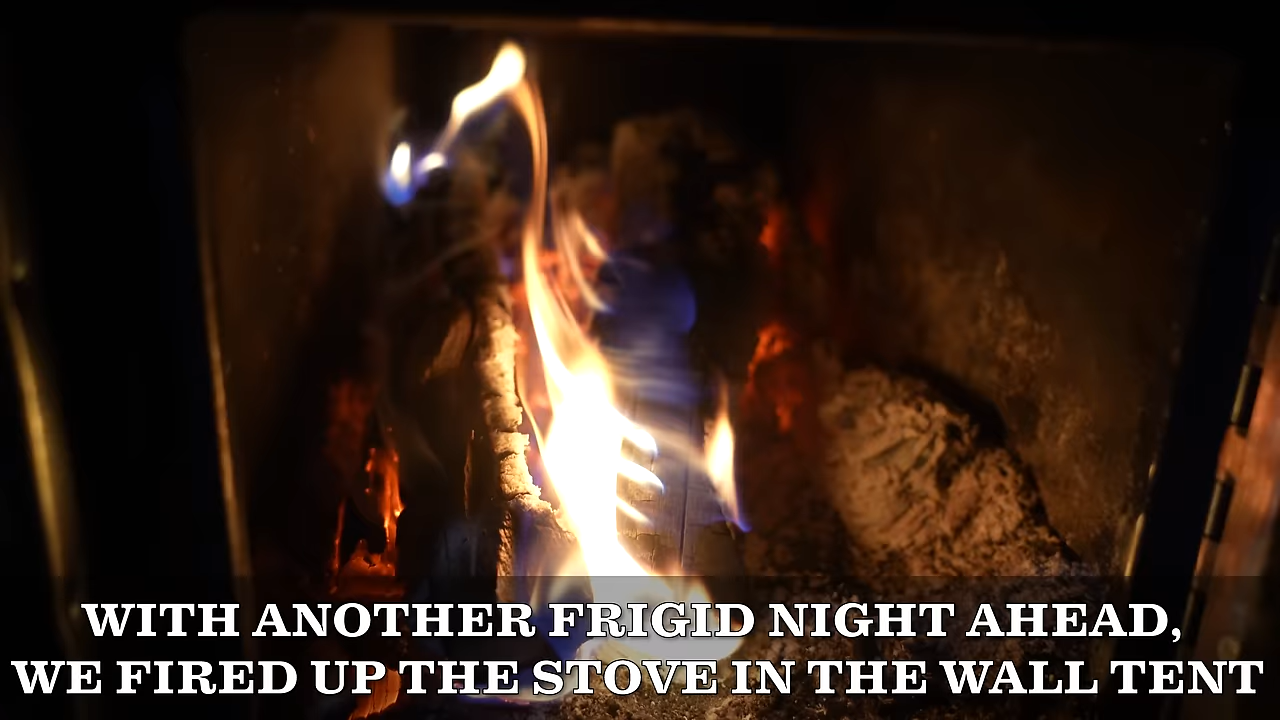 WITH ANOTHER FRIGID NIGHT AHEAD,
WE FIRED UP THE STOVE IN THE WALL TENT